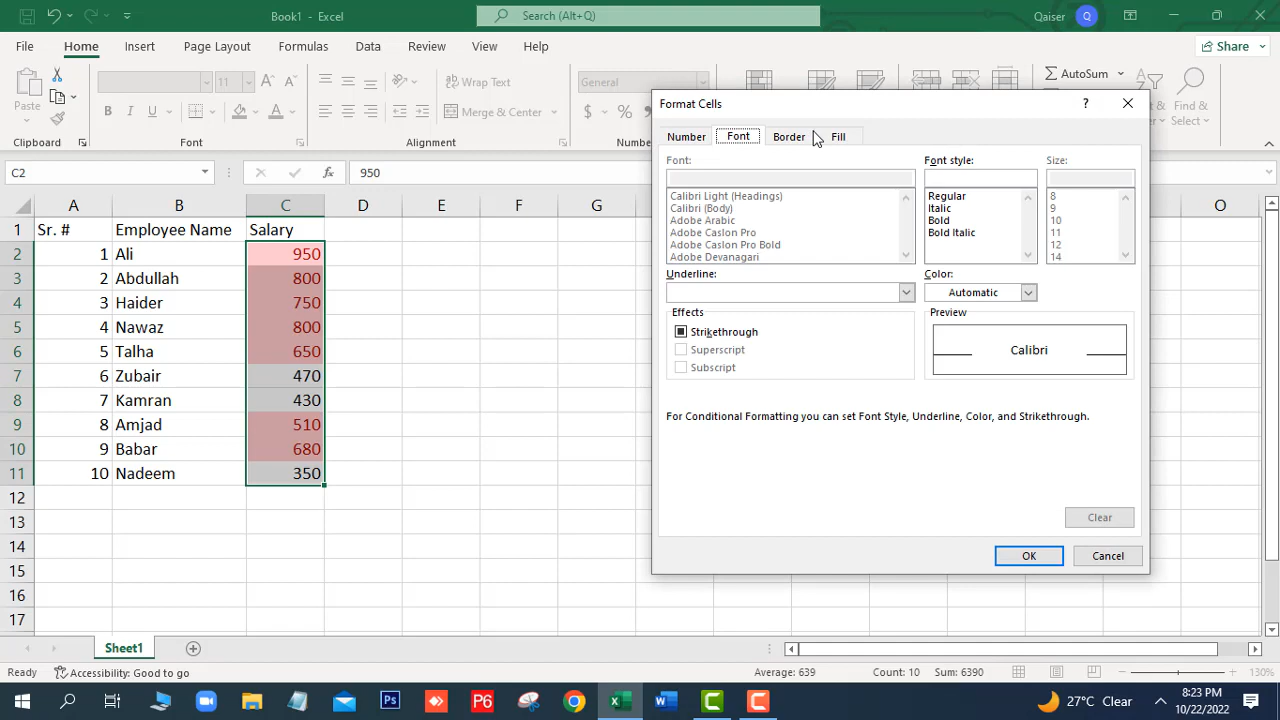 Book1 - Excel
Search (Alt+Q)
Qaiser
Q
File
Home
Insert
Page Layout
Formulas
Data
Review
View
Help
Share
Paste
11
B I U
Wrap Text
Merge & Center
General
AutoSum
Find &
Select
Clipboard
Font
Alignment
C2
950
A B C D E F G O
1 Sr. # Employee Name Salary
2 1 Ali 950
3 2 Abdullah 800
4 3 Haider 750
5 4 Nawaz 800
6 5 Talha 650
7 6 Zubair 470
8 7 Kamran 430
9 8 Amjad 510
10 9 Babar 680
11 10 Nadeem 350
12
13
14
15
16
17
Format Cells
Number
Font
Border
Fill
Font:
Font style:
Size:
Calibri Light (Headings)
Calibri (Body)
Adobe Arabic
Adobe Caslon Pro
Adobe Caslon Pro Bold
Adobe Devanagari
Regular
Italic
Bold
Bold Italic
8
9
10
11
12
14
Underline:
Color:
Automatic
Effects
Strikethrough
Superscript
Subscript
Preview
Calibri
For Conditional Formatting you can set Font Style, Underline, Color, and Strikethrough.
Clear
OK
Cancel
Sheet1
Ready
Accessibility: Good to go
Average: 639
Count: 10
Sum: 6390
130%
Ps
P6
27°C Clear
6:23 PM
10/22/2022